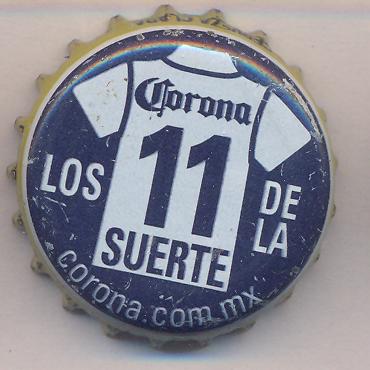 Corona
11
LOS
DE
LA
SUERTE
corona.com.mx